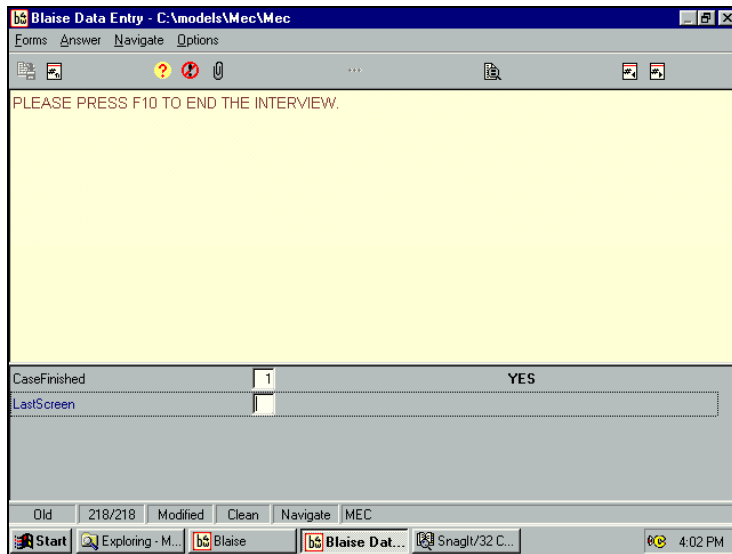 Blaise Data Entry - C:\models\Mec\Mec
Forms Answer Navigate Options
PLEASE PRESS F10 TO END THE INTERVIEW.
CaseFinished 1 YES
LastScreen
Old 218/218 Modified Clean Navigate MEC
Start Exploring - M... Blaise Blaise Dat... SnagIt/32 C... 4:02 PM